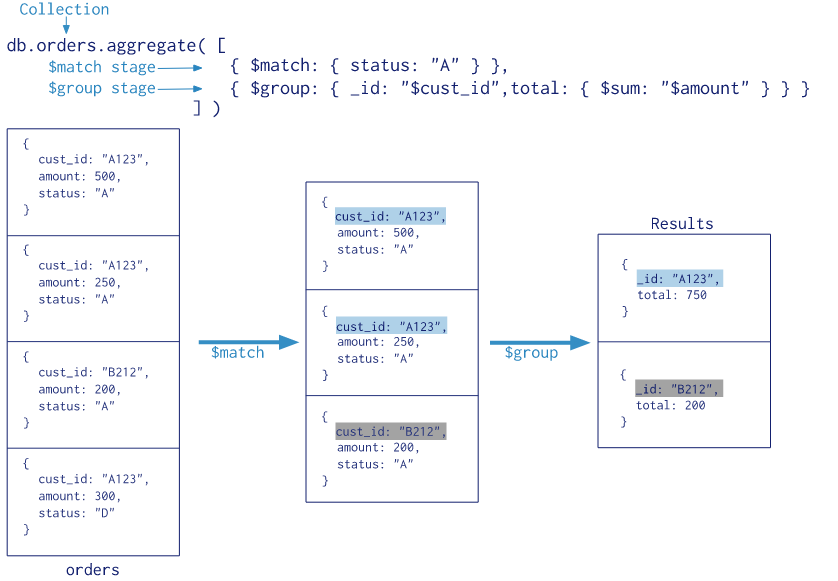 Collection
db.orders.aggregate( [
$match stage
{ $match: { status: "A" } },
$group stage
{ $group: { _id: "$cust_id",total: { $sum: "$amount" } } }
] )
{
cust_id: "A123",
amount: 500,
status: "A"
}
{
cust_id: "A123",
amount: 250,
status: "A"
}
{
cust_id: "B212",
amount: 200,
status: "A"
}
{
cust_id: "A123",
amount: 300,
status: "D"
}
orders
$match
{
cust_id: "A123",
amount: 500,
status: "A"
}
{
cust_id: "A123",
amount: 250,
status: "A"
}
{
cust_id: "B212",
amount: 200,
status: "A"
}
$group
Results
{
_id: "A123",
total: 750
}
{
_id: "B212",
total: 200
}